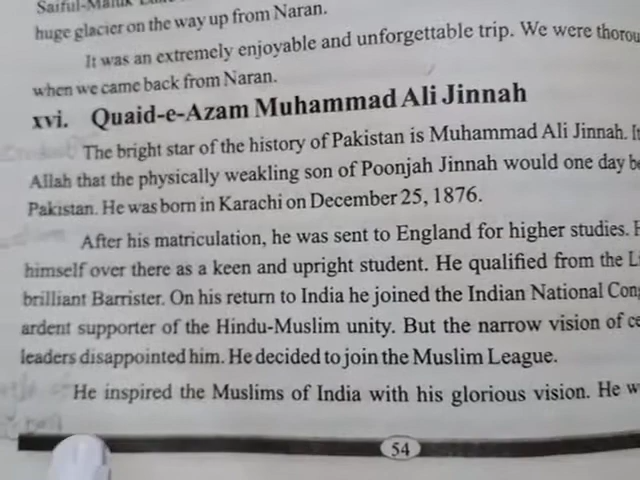 Saiful-Maluk
huge glacier on the way up from Naran.
It was an extremely enjoyable and unforgettable trip. We were
when we came back from Naran.
xvi. Quaid-e-Azam Muhammad Ali Jinnah
The bright star of the history of Pakistan is Muhammad Ali Jinnah.
Allah that the physically weakling son of Poonjah Jinnah would one day
Pakistan. He was born in Karachi on December 25, 1876.
After his matriculation, he was sent to England for higher studies.
himself over there as a keen and upright student. He qualified from the
brilliant Barrister. On his return to India he joined the Indian National
ardent supporter of the Hindu-Muslim unity. But the narrow vision of
leaders disappointed him. He decided to join the Muslim League.
He inspired the Muslims of India with his glorious vision. He
54